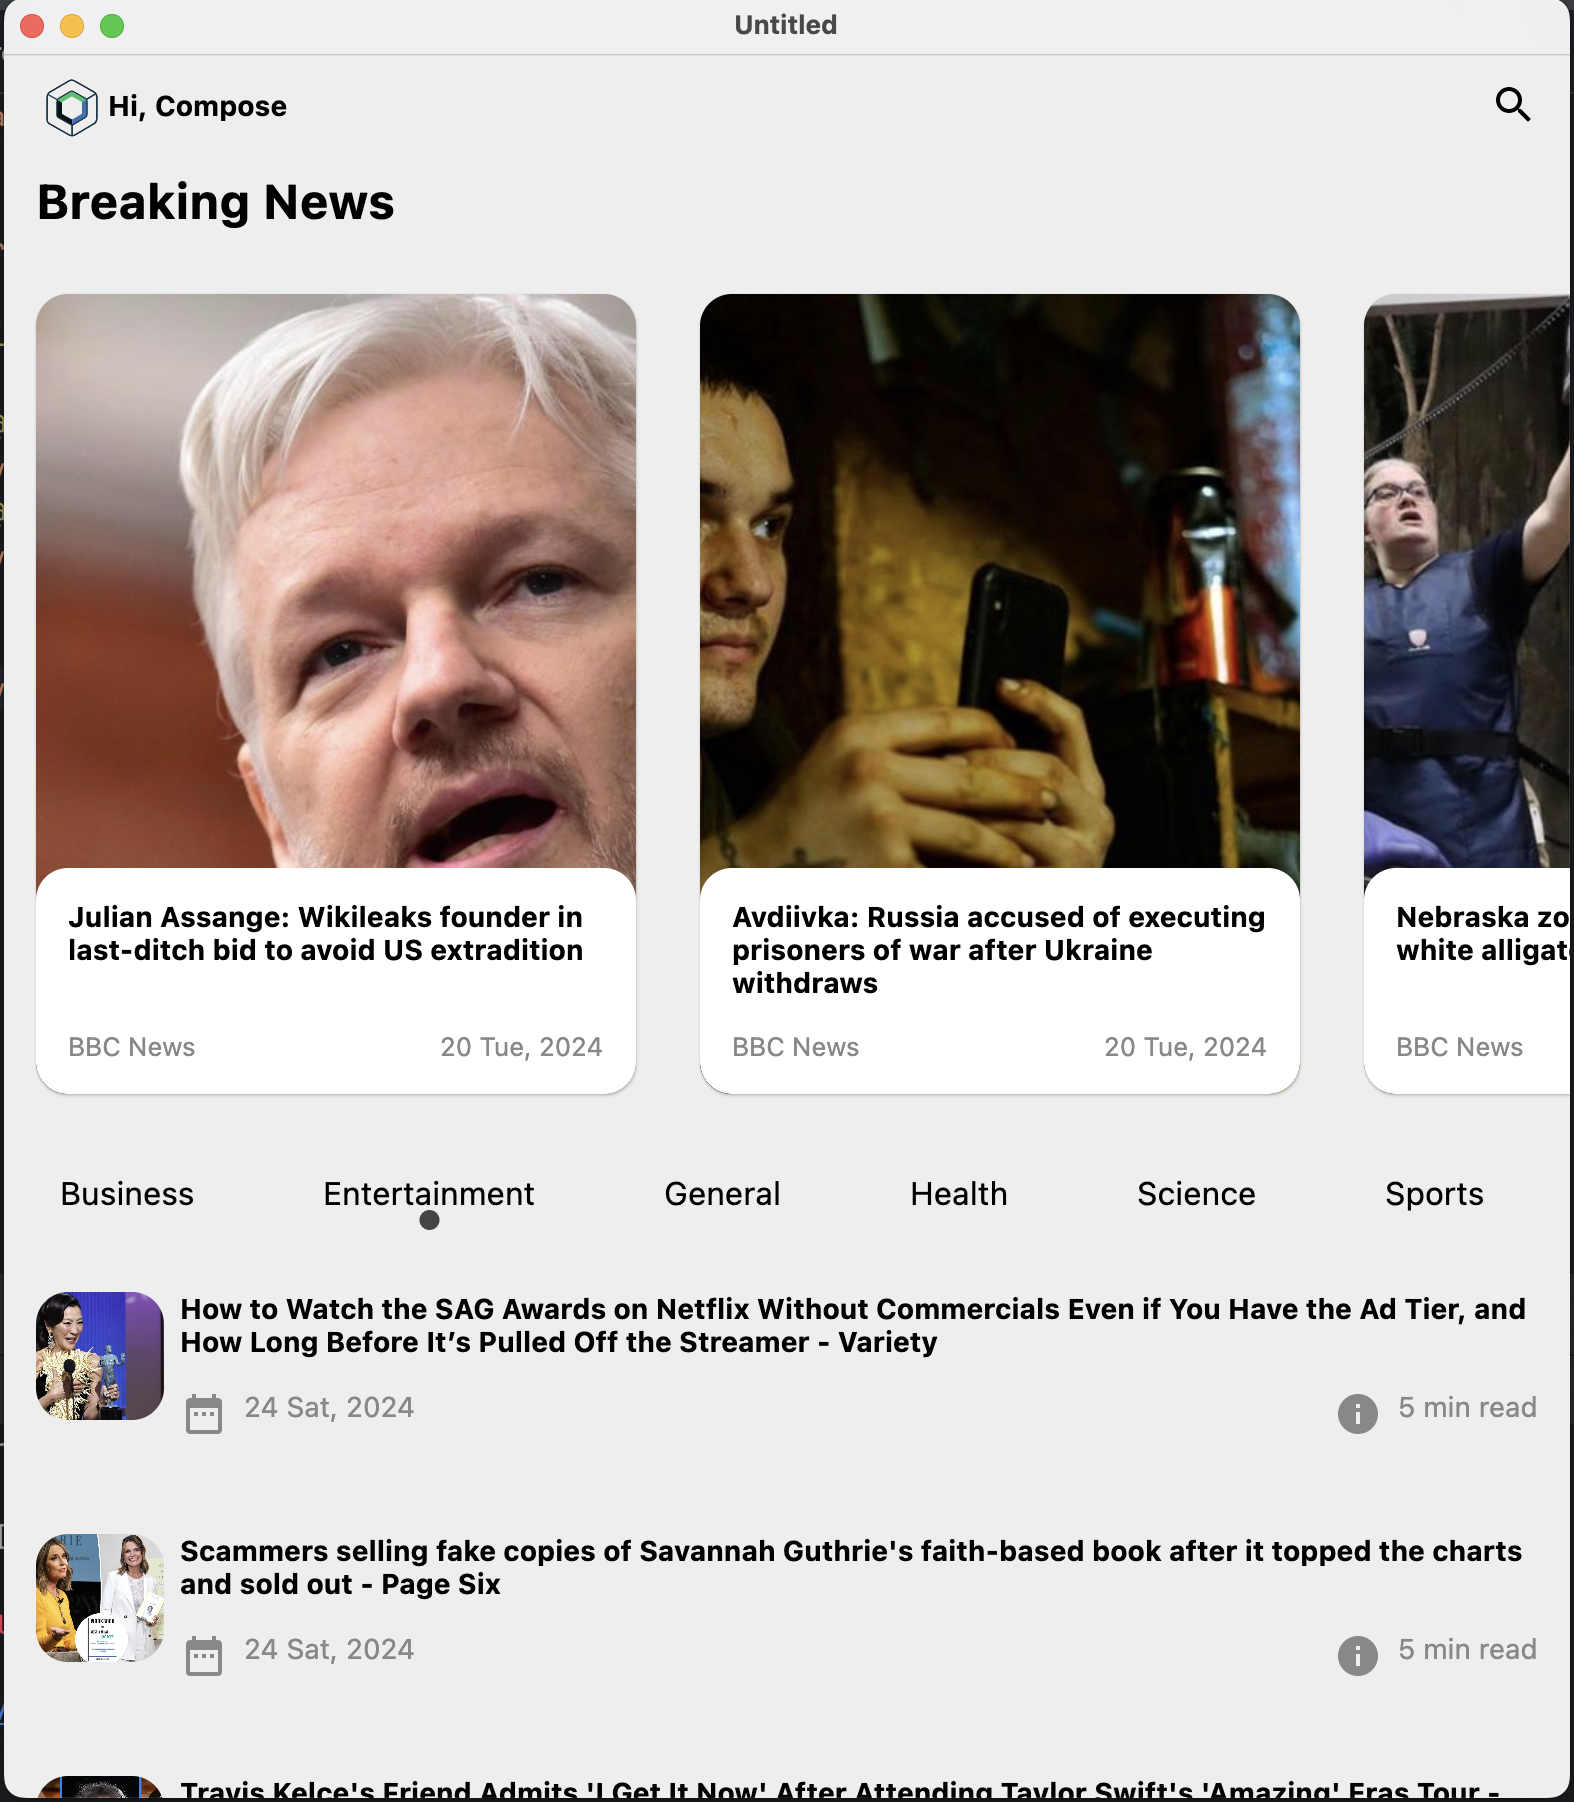 Untitled
Hi, Compose
Breaking News
Julian Assange: Wikileaks founder in
last-ditch bid to avoid US extradition
BBC News
20 Tue, 2024
Avdiivka: Russia accused of executing
prisoners of war after Ukraine
withdraws
BBC News
20 Tue, 2024
Nebraska zo
white alligat
BBC News
Business
Entertainment
General
Health
Science
Sports
How to Watch the SAG Awards on Netflix Without Commercials Even if You Have the Ad Tier, and
How Long Before It’s Pulled Off the Streamer - Variety
24 Sat, 2024
5 min read
Scammers selling fake copies of Savannah Guthrie's faith-based book after it topped the charts
and sold out - Page Six
24 Sat, 2024
5 min read
Travis Kelce's Friend Admits 'I Get It Now' After Attending Taylor Swift's 'Amazing' Eras Tour -